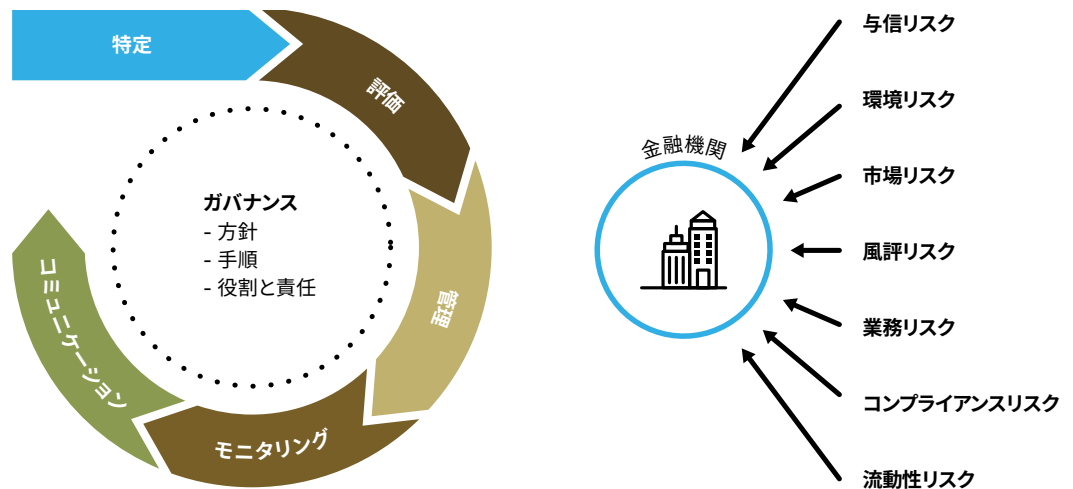 特定
評価
管理
モニタリング
コミュニケーション
ガバナンス
- 方針
- 手順
- 役割と責任
金融機関
与信リスク
環境リスク
市場リスク
風評リスク
業務リスク
コンプライアンスリスク
流動性リスク